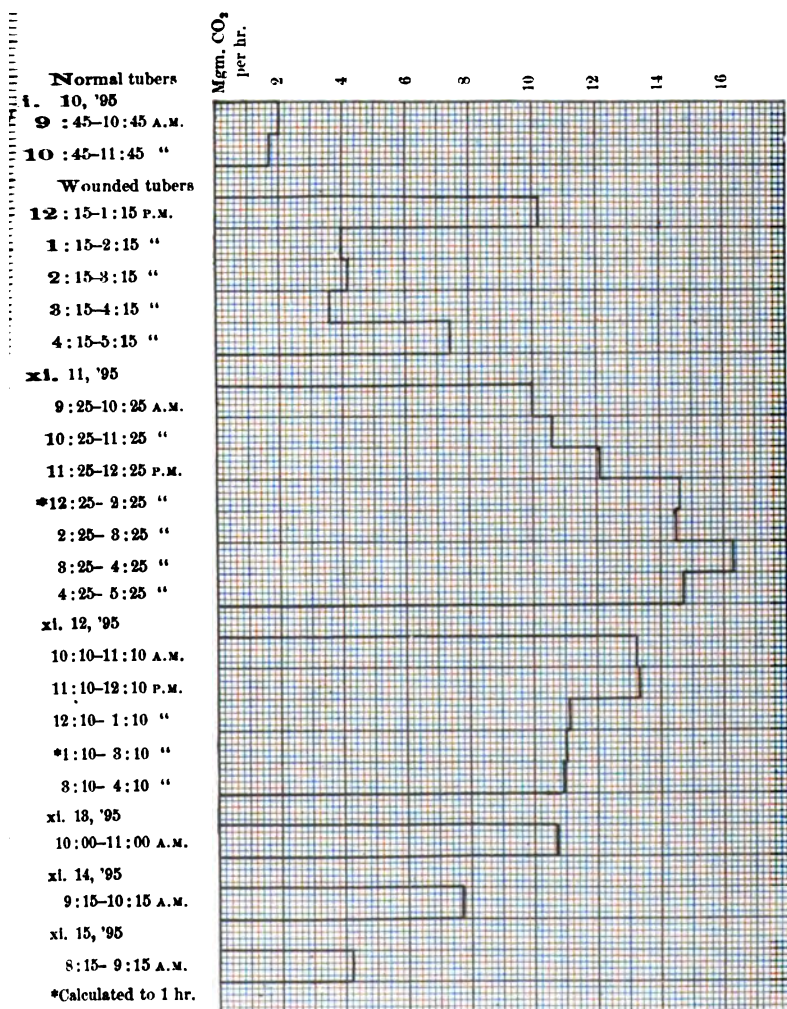 Mgm. CO₂
per hr.
2 4 6 8 10 12 14 16
Normal tubers
i. 10, '95
9:45–10:45 A.M.
10:45–11:45 "
Wounded tubers
12:15–1:15 P.M.
1:15–2:15 "
2:15–3:15 "
3:15–4:15 "
4:15–5:15 "
xi. 11, '95
9:25–10:25 A.M.
10:25–11:25 "
11:25–12:25 P.M.
*12:25– 2:25 "
2:25– 3:25 "
3:25– 4:25 "
4:25– 5:25 "
xi. 12, '95
10:10–11:10 A.M.
11:10–12:10 P.M.
12:10– 1:10 "
*1:10– 3:10 "
3:10– 4:10 "
xi. 13, '95
10:00–11:00 A.M.
xi. 14, '95
9:15–10:15 A.M.
xi. 15, '95
8:15– 9:15 A.M.
*Calculated to 1 hr.